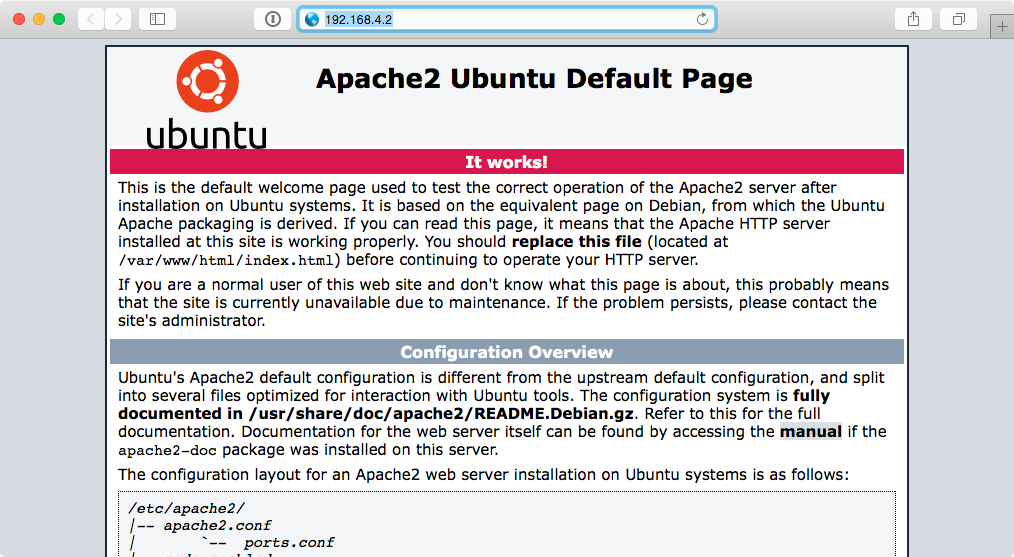 192.168.4.2
Apache2 Ubuntu Default Page
ubuntu
It works!
This is the default welcome page used to test the correct operation of the Apache2 server after
installation on Ubuntu systems. It is based on the equivalent page on Debian, from which the Ubuntu
Apache packaging is derived. If you can read this page, it means that the Apache HTTP server
installed at this site is working properly. You should replace this file (located at
/var/www/html/index.html) before continuing to operate your HTTP server.
If you are a normal user of this web site and don't know what this page is about, this probably means
that the site is currently unavailable due to maintenance. If the problem persists, please contact the
site's administrator.
Configuration Overview
Ubuntu's Apache2 default configuration is different from the upstream default configuration, and split
into several files optimized for interaction with Ubuntu tools. The configuration system is fully
documented in /usr/share/doc/apache2/README.Debian.gz. Refer to this for the full
documentation. Documentation for the web server itself can be found by accessing the manual if the
apache2-doc package was installed on this server.
The configuration layout for an Apache2 web server installation on Ubuntu systems is as follows:
/etc/apache2/
|-- apache2.conf
|       `--  ports.conf